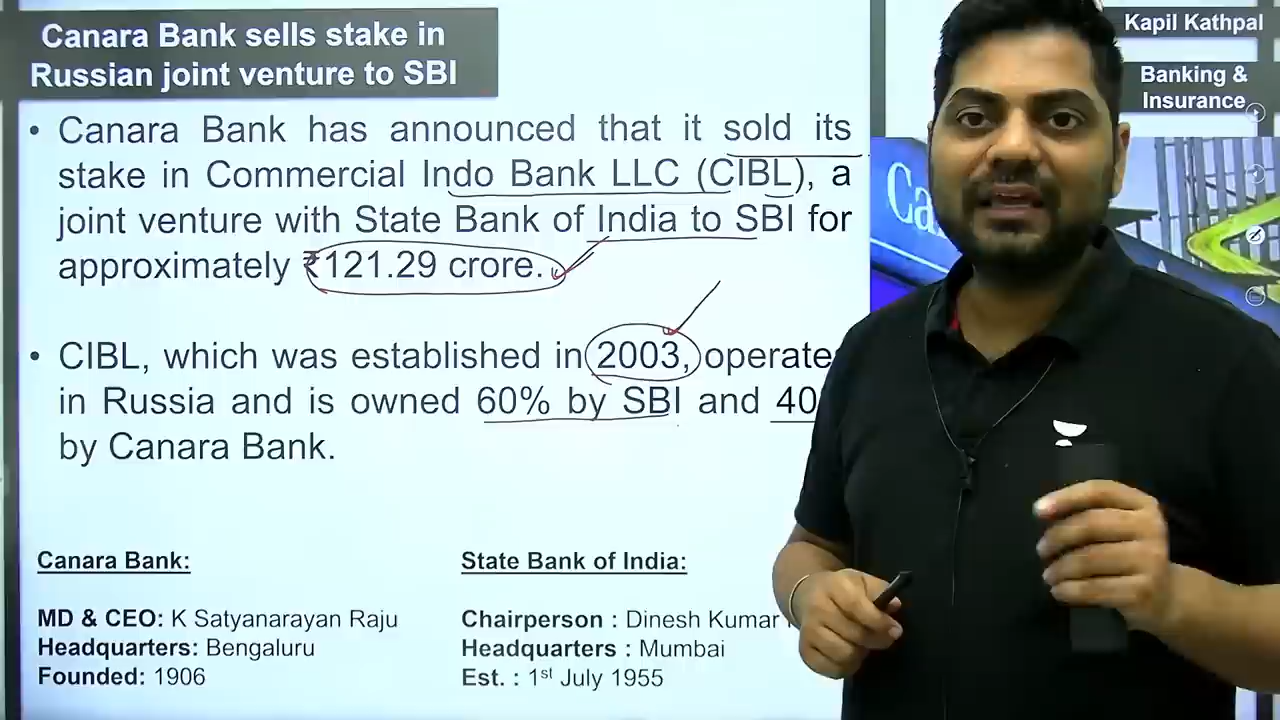 Canara Bank sells stake in
Russian joint venture to SBI
Kapil Kathpal
Banking &
Insurance
• Canara Bank has announced that it sold its
stake in Commercial Indo Bank LLC (CIBL), a
joint venture with State Bank of India to SBI for
approximately ₹121.29 crore.
• CIBL, which was established in 2003, operate
in Russia and is owned 60% by SBI and 40
by Canara Bank.
Ca
Canara Bank:
MD & CEO: K Satyanarayan Raju
Headquarters: Bengaluru
Founded: 1906
State Bank of India:
Chairperson : Dinesh Kumar
Headquarters : Mumbai
Est. : 1st July 1955